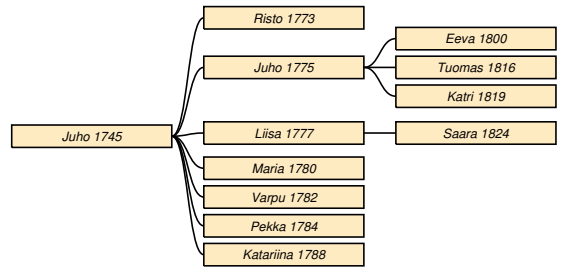 Juho 1745
Risto 1773
Juho 1775
Eeva 1800
Tuomas 1816
Katri 1819
Liisa 1777
Saara 1824
Maria 1780
Varpu 1782
Pekka 1784
Katariina 1788